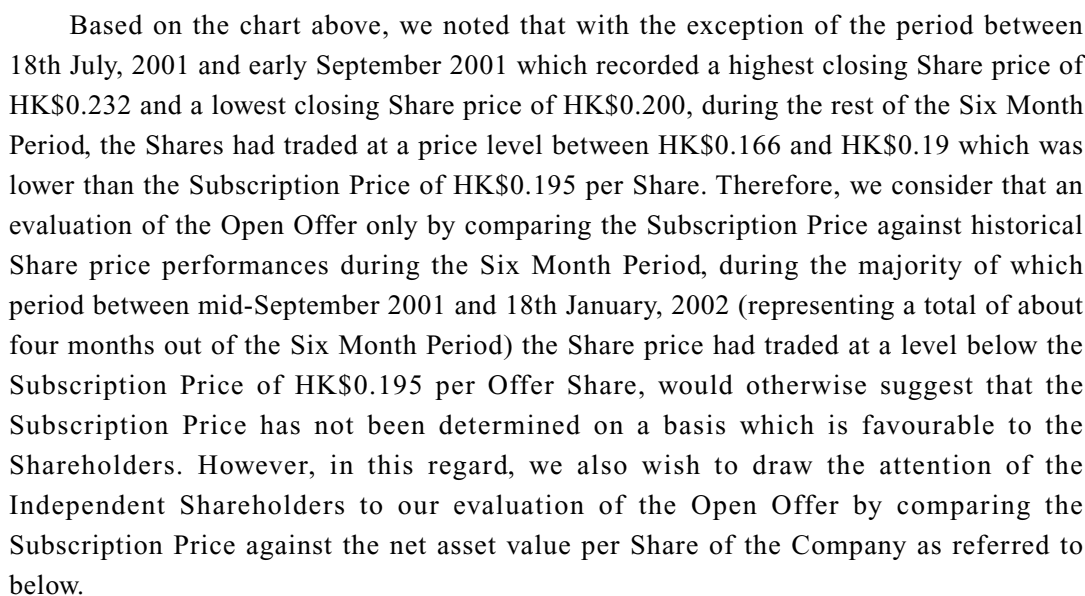 Based on the chart above, we noted that with the exception of the period between
18th July, 2001 and early September 2001 which recorded a highest closing Share price of
HK$0.232 and a lowest closing Share price of HK$0.200, during the rest of the Six Month
Period, the Shares had traded at a price level between HK$0.166 and HK$0.19 which was
lower than the Subscription Price of HK$0.195 per Share. Therefore, we consider that an
evaluation of the Open Offer only by comparing the Subscription Price against historical
Share price performances during the Six Month Period, during the majority of which
period between mid-September 2001 and 18th January, 2002 (representing a total of about
four months out of the Six Month Period) the Share price had traded at a level below the
Subscription Price of HK$0.195 per Offer Share, would otherwise suggest that the
Subscription Price has not been determined on a basis which is favourable to the
Shareholders. However, in this regard, we also wish to draw the attention of the
Independent Shareholders to our evaluation of the Open Offer by comparing the
Subscription Price against the net asset value per Share of the Company as referred to
below.